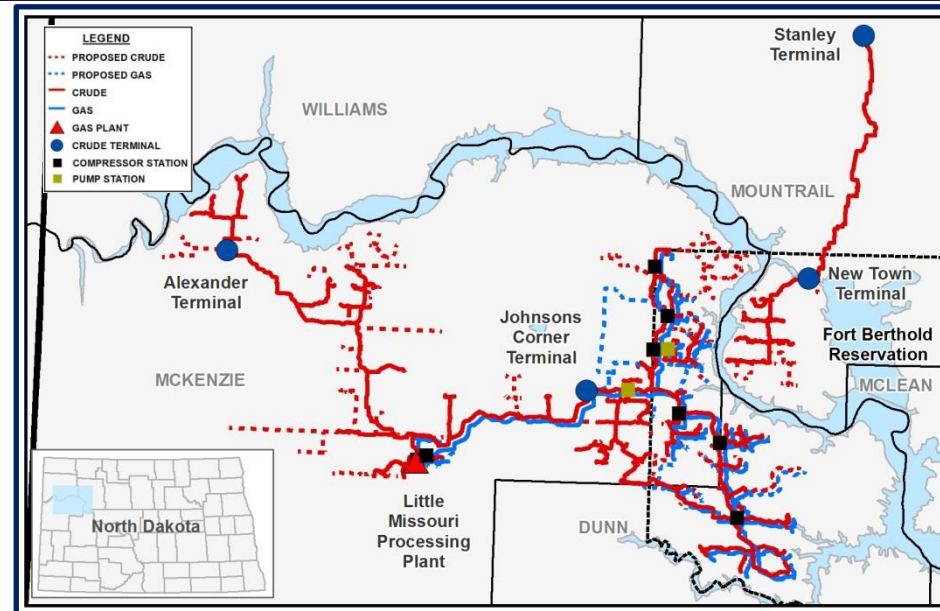 LEGEND
PROPOSED CRUDE
PROPOSED GAS
CRUDE
GAS
GAS PLANT
CRUDE TERMINAL
COMPRESSOR STATION
PUMP STATION
Stanley
Terminal
WILLIAMS
MOUNTRAIL
Alexander
Terminal
New Town
Terminal
Johnsons
Corner
Terminal
Fort Berthold
Reservation
MCKENZIE
MCLEAN
Little
Missouri
Processing
Plant
DUNN
North Dakota